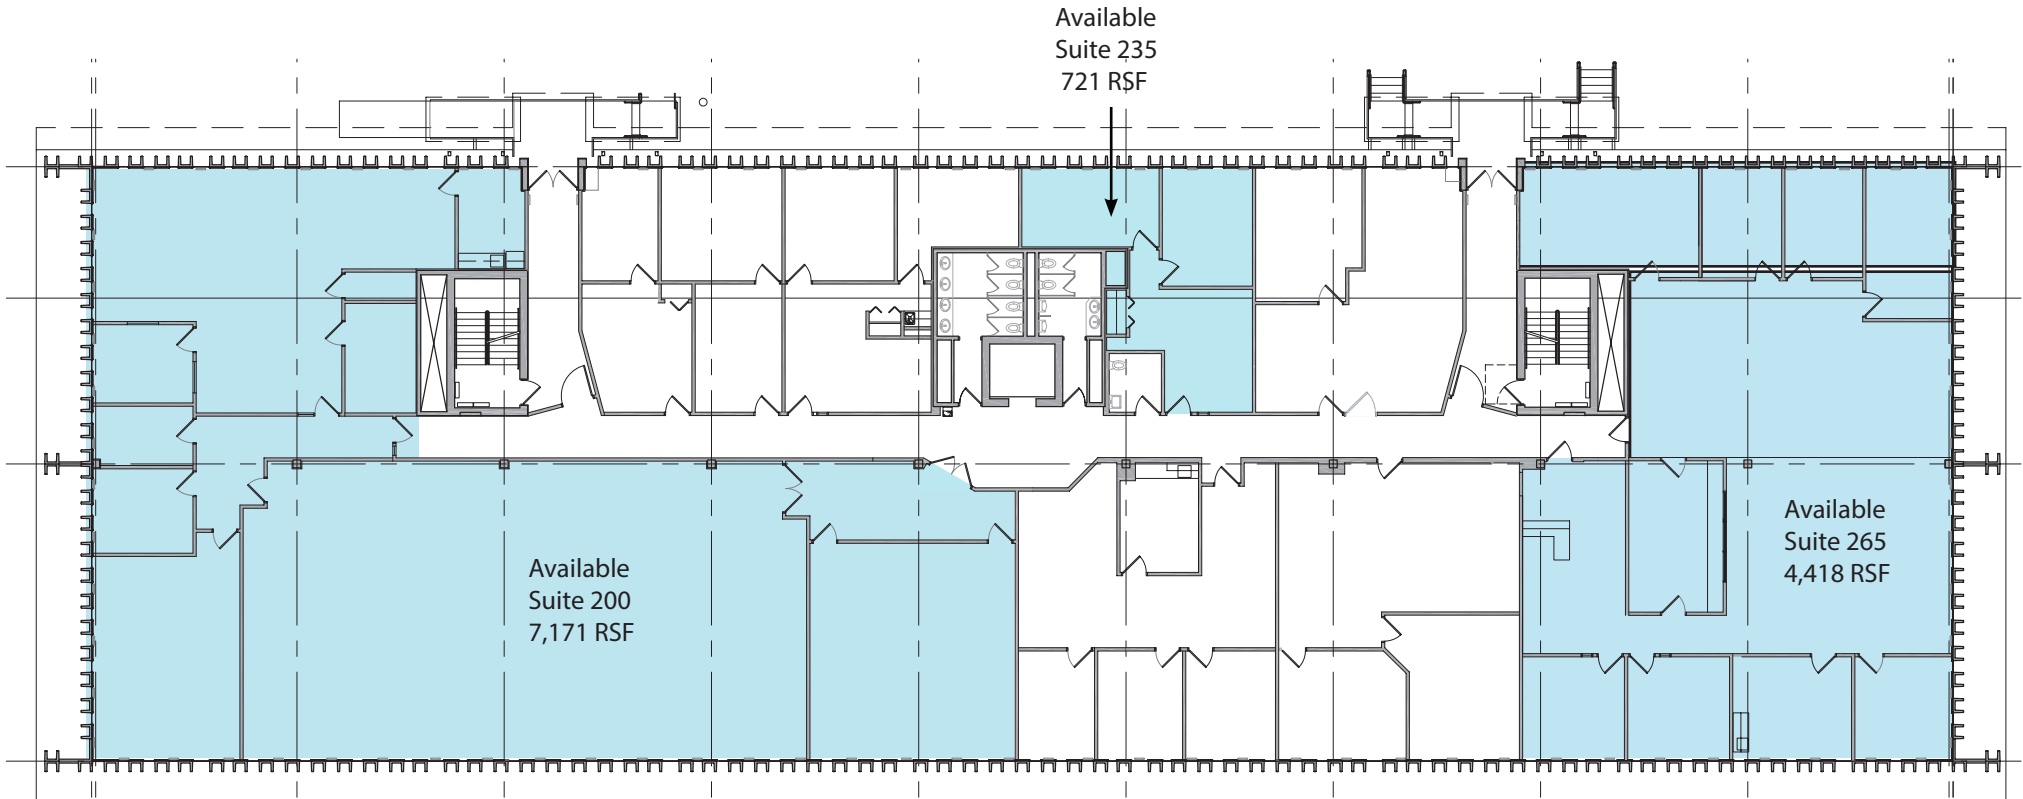 Available
Suite 235
721 RSF
Available
Suite 200
7,171 RSF
Available
Suite 265
4,418 RSF